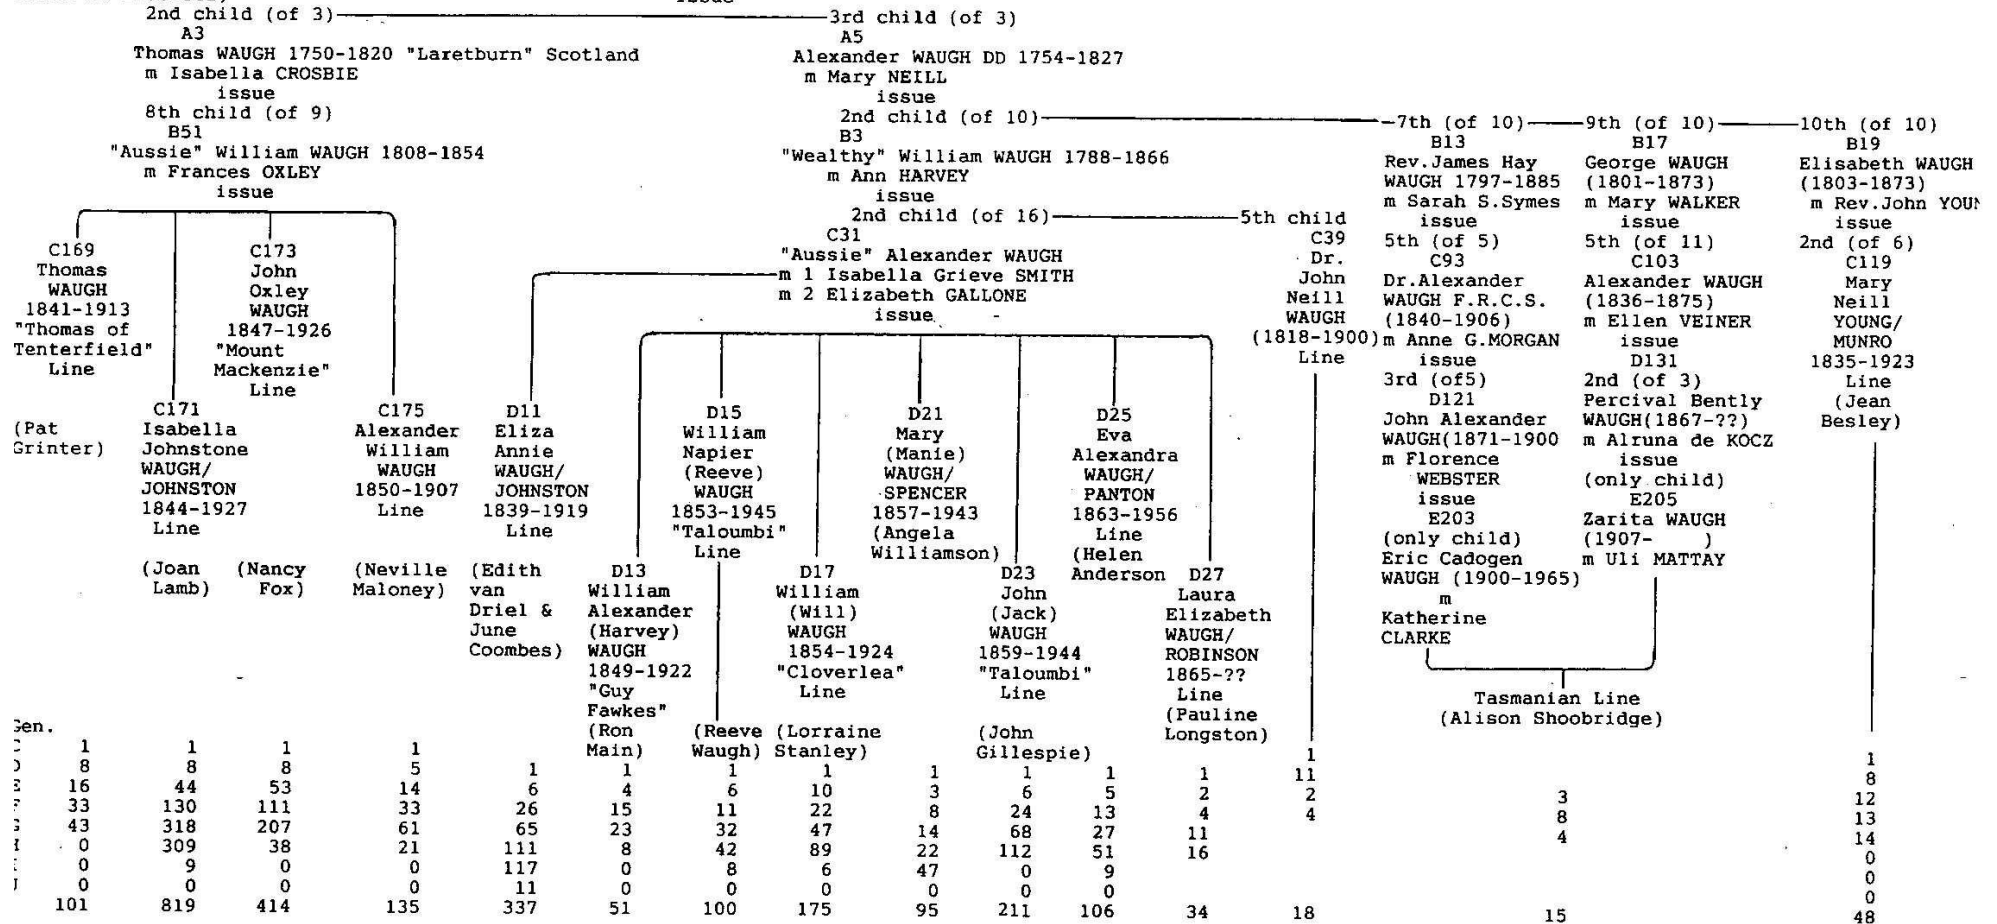 issue
2nd child (of 3) 3rd child (of 3)
A3 A5
Thomas WAUGH 1750-1820 "Laretburn" Scotland Alexander WAUGH DD 1754-1827
m Isabella CROSBIE m Mary NEILL
issue issue
8th child (of 9) 2nd child (of 10) 7th (of 10) 9th (of 10) 10th (of 10)
B51 B3 B13 B17 B19
"Aussie" William WAUGH 1808-1854 "Wealthy" William WAUGH 1788-1866 Rev.James Hay George WAUGH Elisabeth WAUGH
m Frances OXLEY m Ann HARVEY WAUGH 1797-1885 (1801-1873) (1803-1873)
issue issue m Sarah S.Symes m Mary WALKER m Rev.John
2nd child (of 16) 5th child issue issue issue
C31 C39 5th (of 5) 5th (of 11) 2nd (of 6)
"Aussie" Alexander WAUGH Dr. C93 C103 C119
m 1 Isabella Grieve SMITH John Dr.Alexander Alexander WAUGH Mary
m 2 Elizabeth GALLONE Neill WAUGH F.R.C.S. (1836-1875) Neill
issue WAUGH (1840-1906) m Ellen VEINER YOUNG/
(1818-1900) m Anne G.MORGAN issue MUNRO
Line issue D131 1835-1923
3rd (of5) 2nd (of 3) Line
D121 Percival Bently (Jean
John Alexander WAUGH(1867-??) Besley)
WAUGH(1871-1900 m Alruna de KOCZ
m Florence issue
WEBSTER (only child)
issue E205
E203 Zarita WAUGH
(only child) (1907- )
Eric Cadogen m Uli MATTAY
WAUGH (1900-1965)
m
Katherine
CLARKE
Tasmanian Line
(Alison Shoobridge)
C169
Thomas
WAUGH
1841-1913
"Thomas of
Tenterfield"
Line
(Pat
Grinter)
C173
John
Oxley
WAUGH
1847-1926
"Mount
Mackenzie"
Line
(Nancy
Fox)
C171
Isabella
Johnstone
WAUGH/
JOHNSTON
1844-1927
Line
(Joan
Lamb)
C175
Alexander
William
WAUGH
1850-1907
Line
(Neville
Maloney)
D11
Eliza
Annie
WAUGH/
JOHNSTON
1839-1919
Line
(Edith
van
Driel &
June
Coombes)
D13
William
Alexander
(Harvey)
WAUGH
1849-1922
"Guy
Fawkes"
(Ron
Main)
D15
William
Napier
(Reeve)
WAUGH
1853-1945
"Taloumbi"
Line
(Reeve
Waugh)
D17
William
(Will)
WAUGH
1854-1924
"Cloverlea"
Line
(Lorraine
Stanley)
D21
Mary
(Manie)
WAUGH/
SPENCER
1857-1943
(Angela
Williamson)
D23
John
(Jack)
WAUGH
1859-1944
"Taloumbi"
Line
(John
Gillespie)
D25
Eva
Alexandra
WAUGH/
PANTON
1863-1956
Line
(Helen
Anderson
D27
Laura
Elizabeth
WAUGH/
ROBINSON
1865-??
Line
(Pauline
Longston)
Gen.
1 1 1 1 1 1
8 8 8 5 1 1 1 1 1 1 1 1 11 8
16 44 53 14 6 4 6 10 3 6 5 2 2 3 12
33 130 111 33 26 15 11 22 8 24 13 4 4 8 13
43 318 207 61 65 23 32 47 14 68 27 11 4 14
0 309 38 21 111 8 42 89 22 112 51 16 0
0 9 0 0 117 0 8 6 47 0 9 0
0 0 0 0 11 0 0 0 0 0 0 0
101 819 414 135 337 51 100 175 95 211 106 34 18 15 48